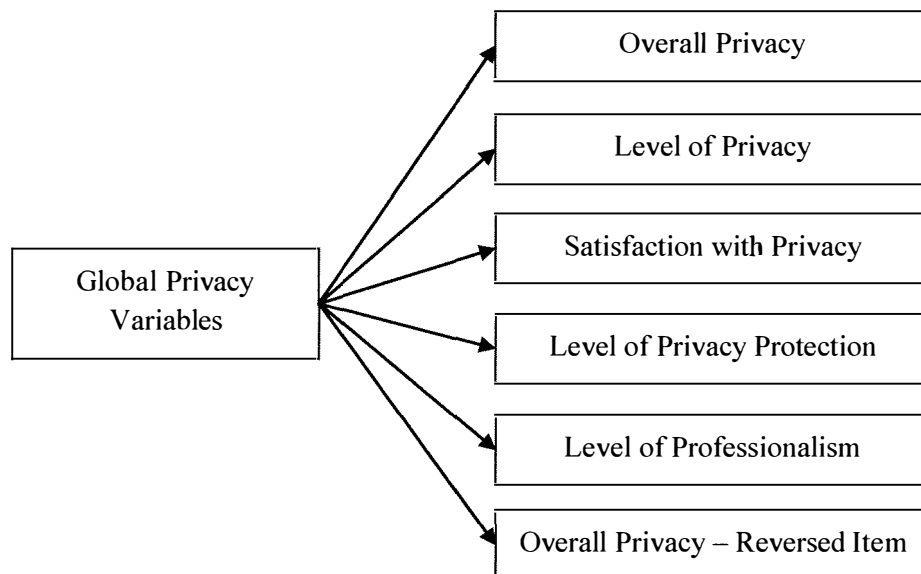 Overall Privacy
Level of Privacy
Satisfaction with Privacy
Global Privacy
Variables
Level of Privacy Protection
Level of Professionalism
Overall Privacy – Reversed Item